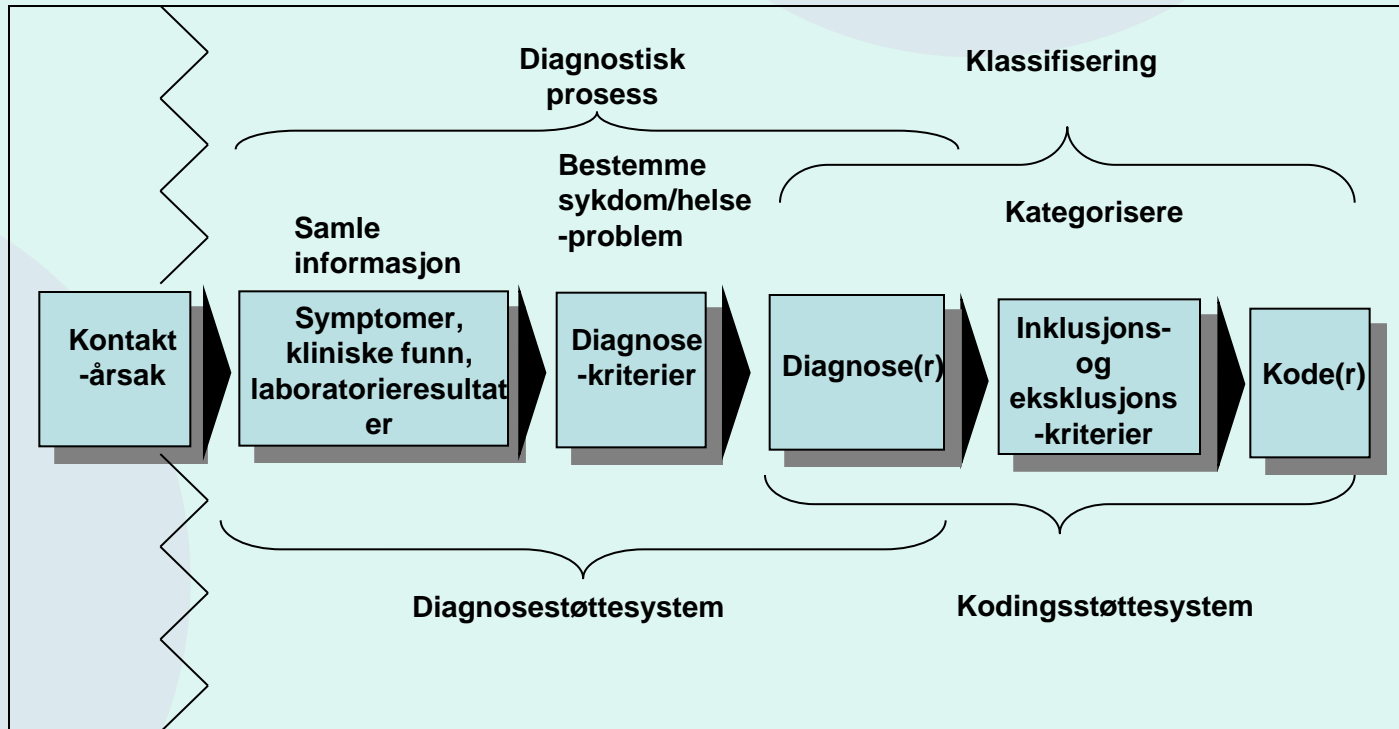 Diagnostisk
prosess
Klassifisering
Bestemme
sykdom/helse
-problem
Kategorisere
Samle
informasjon
Kontakt
-årsak
Symptomer,
kliniske funn,
laboratorieresultat
er
Diagnose
-kriterier
Diagnose(r)
Inklusjons-
og
eksklusjons
-kriterier
Kode(r)
Diagnosestøttesystem
Kodingsstøttesystem